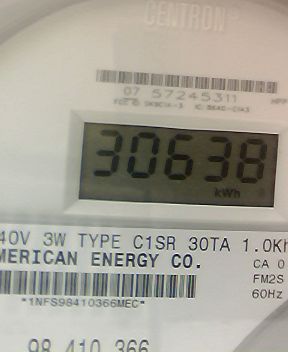 CENTRON®
07 57245311
30638
kWh
40V 3W TYPE C1SR 30TA 1.0Kh
MERICAN ENERGY CO.
CA 0
FM2S
60Hz
*1NFS98410366MEC*
98 410 366